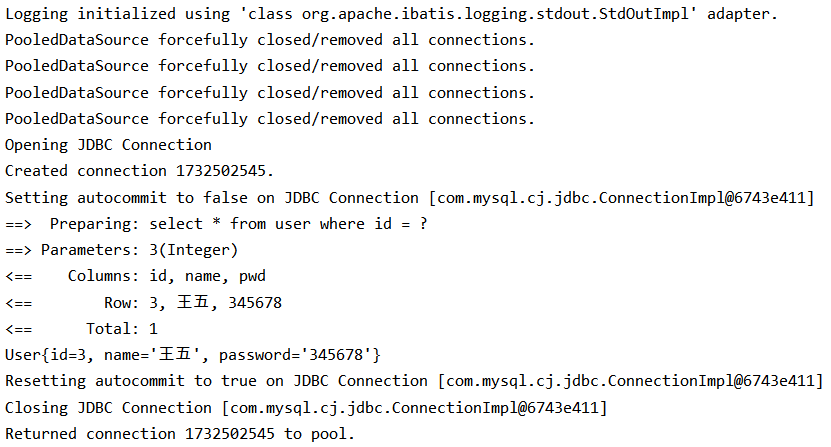 Logging initialized using 'class org.apache.ibatis.logging.stdout.StdOutImpl' adapter.
PooledDataSource forcefully closed/removed all connections.
PooledDataSource forcefully closed/removed all connections.
PooledDataSource forcefully closed/removed all connections.
PooledDataSource forcefully closed/removed all connections.
Opening JDBC Connection
Created connection 1732502545.
Setting autocommit to false on JDBC Connection [com.mysql.cj.jdbc.ConnectionImpl@6743e411]
==>  Preparing: select * from user where id = ?
==> Parameters: 3(Integer)
<==    Columns: id, name, pwd
<==        Row: 3, 王五, 345678
<==      Total: 1
User{id=3, name='王五', password='345678'}
Resetting autocommit to true on JDBC Connection [com.mysql.cj.jdbc.ConnectionImpl@6743e411]
Closing JDBC Connection [com.mysql.cj.jdbc.ConnectionImpl@6743e411]
Returned connection 1732502545 to pool.